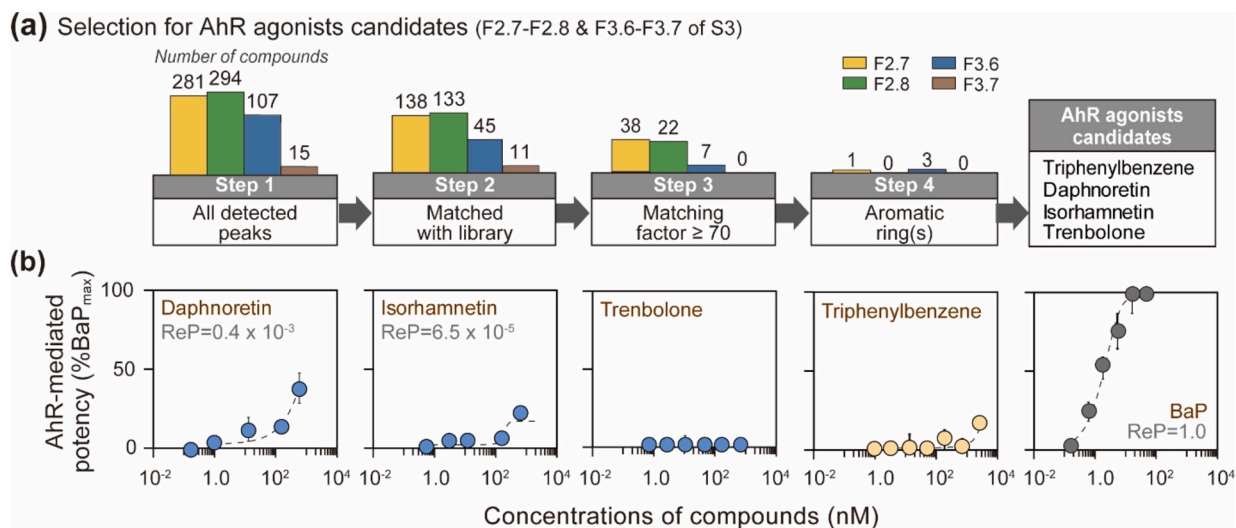 (a) Selection for AhR agonists candidates (F2.7-F2.8 & F3.6-F3.7 of S3)
Number of compounds
F2.7 F3.6
F2.8 F3.7
281 294 107 15
138 133 45 11
38 22 7 0
1 0 3 0
Step 1
All detected
peaks
Step 2
Matched
with library
Step 3
Matching
factor ≥ 70
Step 4
Aromatic
ring(s)
AhR agonists
candidates
Triphenylbenzene
Daphnoretin
Isorhamnetin
Trenbolone
(b)
AhR-mediated
potency (%BaPmax)
100
50
0
Daphnoretin
ReP=0.4 x 10⁻³
Isorhamnetin
ReP=6.5 x 10⁻⁵
Trenbolone
Triphenylbenzene
BaP
ReP=1.0
10⁻² 1.0 10² 10⁴
10⁻² 1.0 10² 10⁴
10⁻² 1.0 10² 10⁴
10⁻² 1.0 10² 10⁴
10⁻² 1.0 10² 10⁴
Concentrations of compounds (nM)